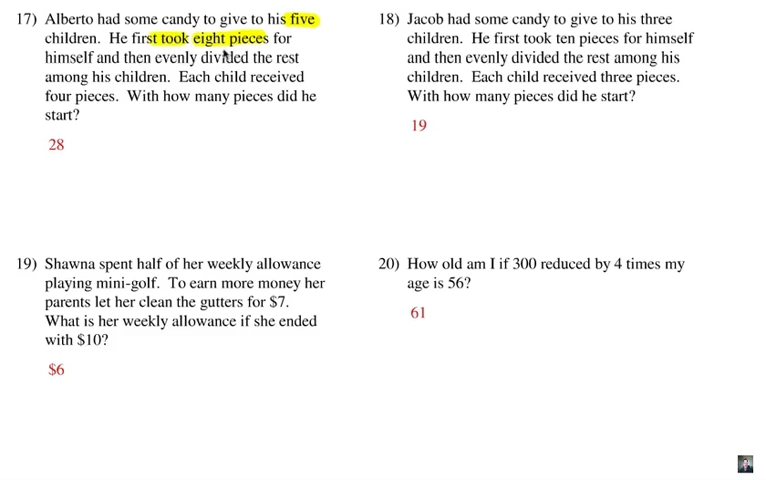 17) Alberto had some candy to give to his five
children. He first took eight pieces for
himself and then evenly divided the rest
among his children. Each child received
four pieces. With how many pieces did he
start?
28
18) Jacob had some candy to give to his three
children. He first took ten pieces for himself
and then evenly divided the rest among his
children. Each child received three pieces.
With how many pieces did he start?
19
19) Shawna spent half of her weekly allowance
playing mini-golf. To earn more money her
parents let her clean the gutters for $7.
What is her weekly allowance if she ended
with $10?
$6
20) How old am I if 300 reduced by 4 times my
age is 56?
61